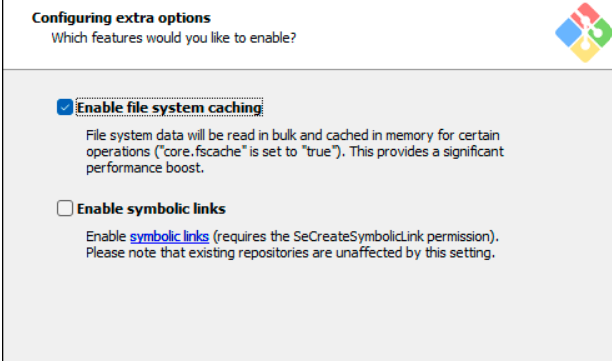 Configuring extra options
Which features would you like to enable?
Enable file system caching
File system data will be read in bulk and cached in memory for certain
operations ("core.fscache" is set to "true"). This provides a significant
performance boost.
Enable symbolic links
Enable symbolic links (requires the SeCreateSymbolicLink permission).
Please note that existing repositories are unaffected by this setting.